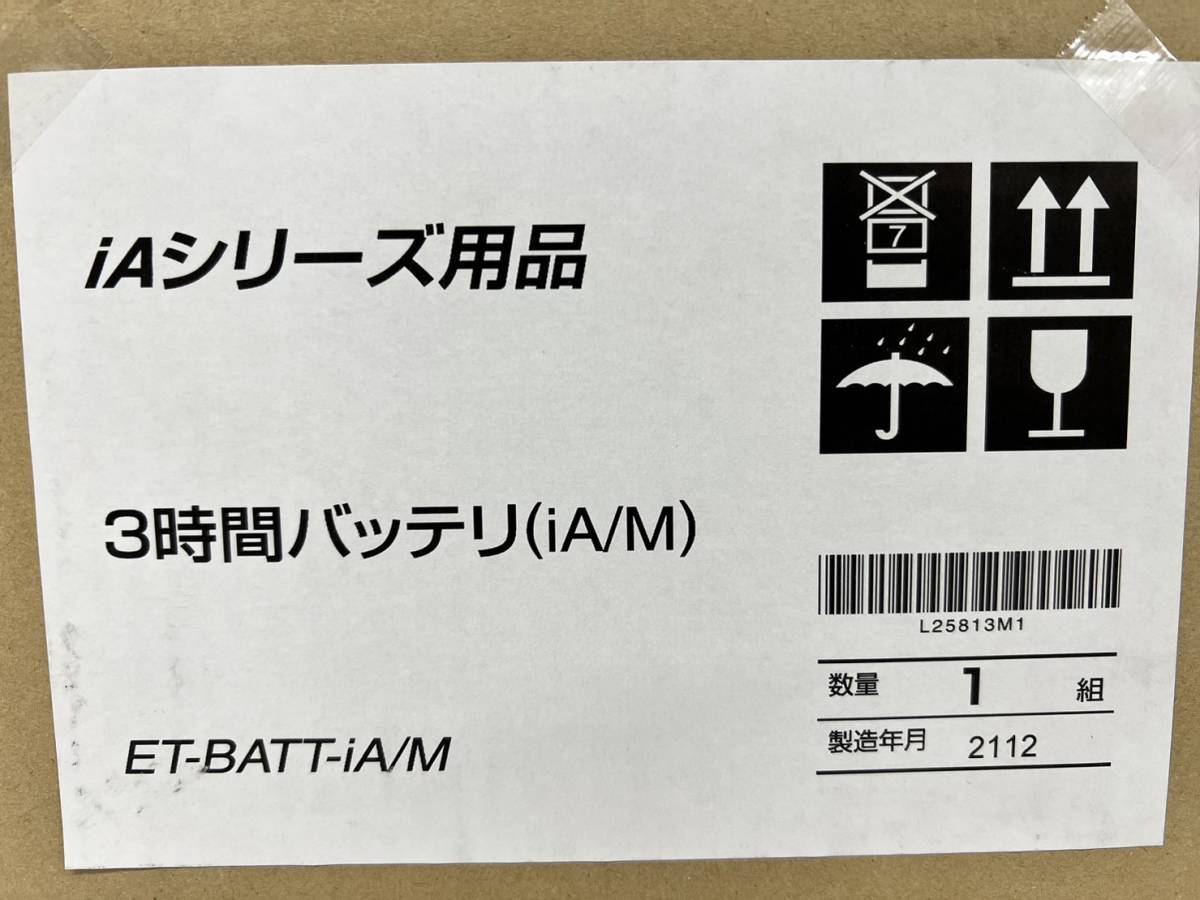 iAシリーズ用品
7
3時間バッテリ(iA/M)
L25813M1
数量 1 組
製造年月 2112
ET-BATT-iA/M